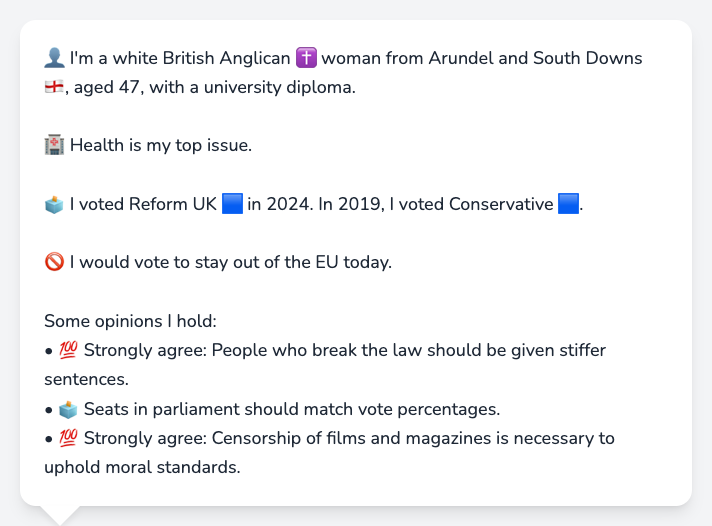 👤 I'm a white British Anglican ✝️ woman from Arundel and South Downs
🏴󠁧󠁢󠁥󠁮󠁧󠁿, aged 47, with a university diploma.
🏥 Health is my top issue.
🗳️ I voted Reform UK 🟦 in 2024. In 2019, I voted Conservative 🟦.
🚫 I would vote to stay out of the EU today.
Some opinions I hold:
• 💯 Strongly agree: People who break the law should be given stiffer
sentences.
• 🗳️ Seats in parliament should match vote percentages.
• 💯 Strongly agree: Censorship of films and magazines is necessary to
uphold moral standards.